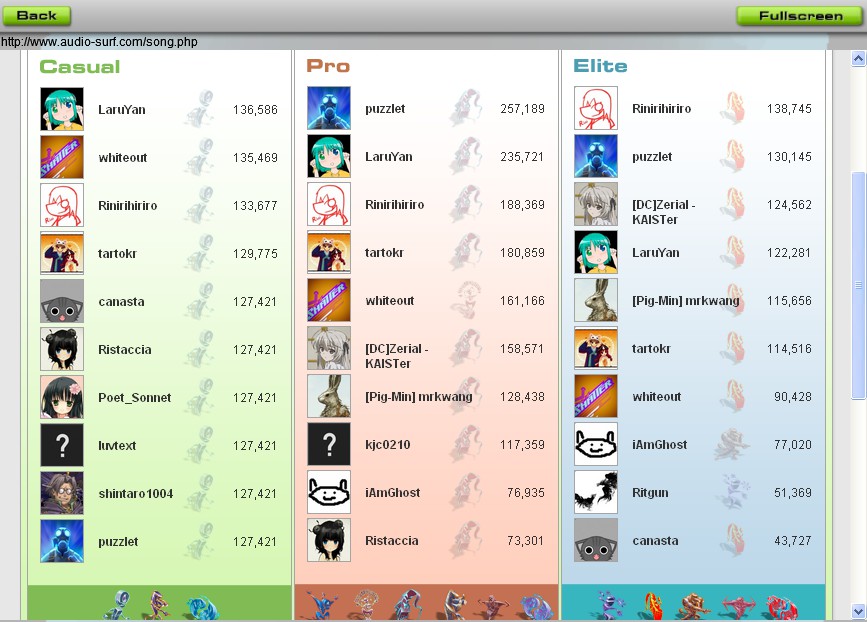 Back
Fullscreen
http://www.audio-surf.com/song.php
Casual
LaruYan 136,586
whiteout 135,469
Rinirihiriro 133,677
tartokr 129,775
canasta 127,421
Ristaccia 127,421
Poet_Sonnet 127,421
? luvtext 127,421
shintaro1004 127,421
puzzlet 127,421
Pro
puzzlet 257,189
LaruYan 235,721
Rinirihiriro 188,369
tartokr 180,859
SHATTER whiteout 161,166
[DC]Zerial -
KAISTer 158,571
[Pig-Min] mrkwang 128,438
? kjc0210 117,359
iAmGhost 76,935
Ristaccia 73,301
Elite
Rinirihiriro 138,745
puzzlet 130,145
[DC]Zerial -
KAISTer 124,562
LaruYan 122,281
[Pig-Min] mrkwang 115,656
tartokr 114,516
whiteout 90,428
iAmGhost 77,020
Ritgun 51,369
canasta 43,727